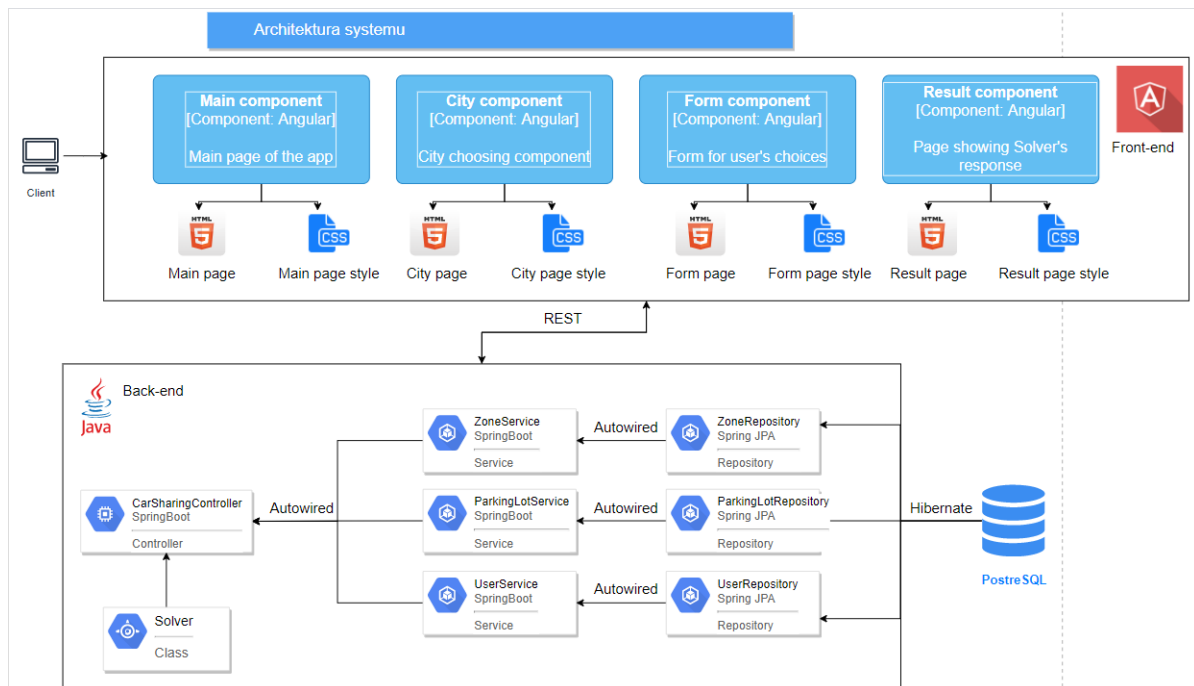 Architektura systemu
Main component
[Component: Angular]
Main page of the app
City component
[Component: Angular]
City choosing component
Form component
[Component: Angular]
Form for user's choices
Result component
[Component: Angular]
Page showing Solver's
response
Front-end
Client
HTML
5
CSS
HTML
5
CSS
HTML
5
CSS
HTML
5
CSS
Main page
Main page style
City page
City page style
Form page
Form page style
Result page
Result page style
REST
Java
Back-end
ZoneService
SpringBoot
Service
Autowired
ZoneRepository
Spring JPA
Repository
CarSharingController
SpringBoot
Controller
Autowired
ParkingLotService
SpringBoot
Service
Autowired
ParkingLotRepository
Spring JPA
Repository
Hibernate
PostreSQL
UserService
SpringBoot
Service
Autowired
UserRepository
Spring JPA
Repository
Solver
Class